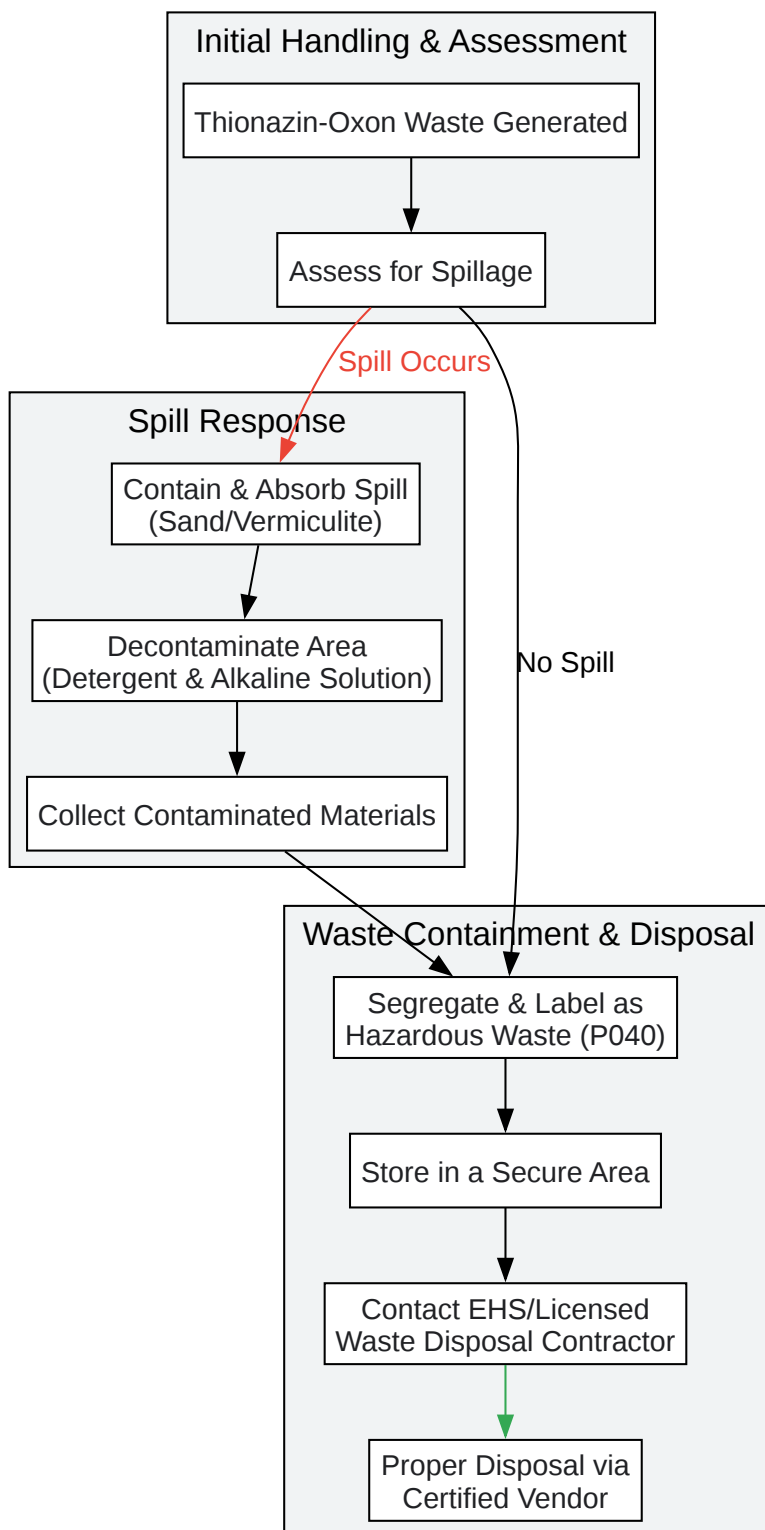 Initial Handling & Assessment
Thionazin-Oxon Waste Generated
Assess for Spillage
Spill Occurs
Spill Response
Contain & Absorb Spill
(Sand/Vermiculite)
Decontaminate Area
(Detergent & Alkaline Solution)
No Spill
Collect Contaminated Materials
Waste Containment & Disposal
Segregate & Label as
Hazardous Waste (P040)
Store in a Secure Area
Contact EHS/Licensed
Waste Disposal Contractor
Proper Disposal via
Certified Vendor